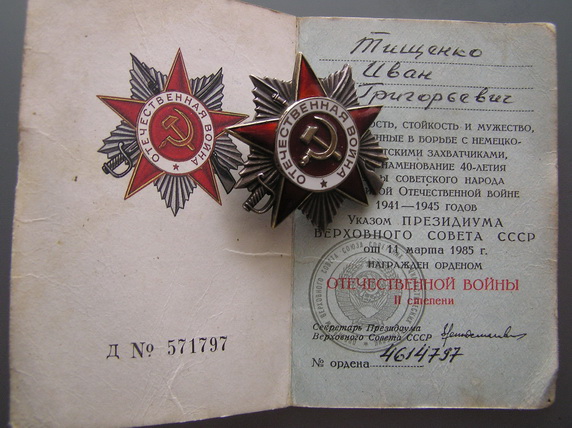 ОТЕЧЕСТВЕННАЯ ВОЙНА
Д № 571797
ОТЕЧЕСТВЕННАЯ ВОЙНА
Тищенко
Иван
Григорьевич
СТЬ, СТОЙКОСТЬ И МУЖЕСТВО,
ННЫЕ В БОРЬБЕ С НЕМЕЦКО-
ТСКИМИ ЗАХВАТЧИКАМИ,
НАМЕНОВАНИЕ 40-ЛЕТИЯ
Ы СОВЕТСКОГО НАРОДА
ОЙ ОТЕЧЕСТВЕННОЙ ВОЙНЕ
1941—1945 ГОДОВ
УКАЗОМ ПРЕЗИДИУМА
ВЕРХОВНОГО СОВЕТА СССР
от 11 марта 1985 г.
НАГРАЖДЕН ОРДЕНОМ
ОТЕЧЕСТВЕННОЙ ВОЙНЫ
II степени
Секретарь Президиума
Верховного Совета СССР
№ ордена 4614797